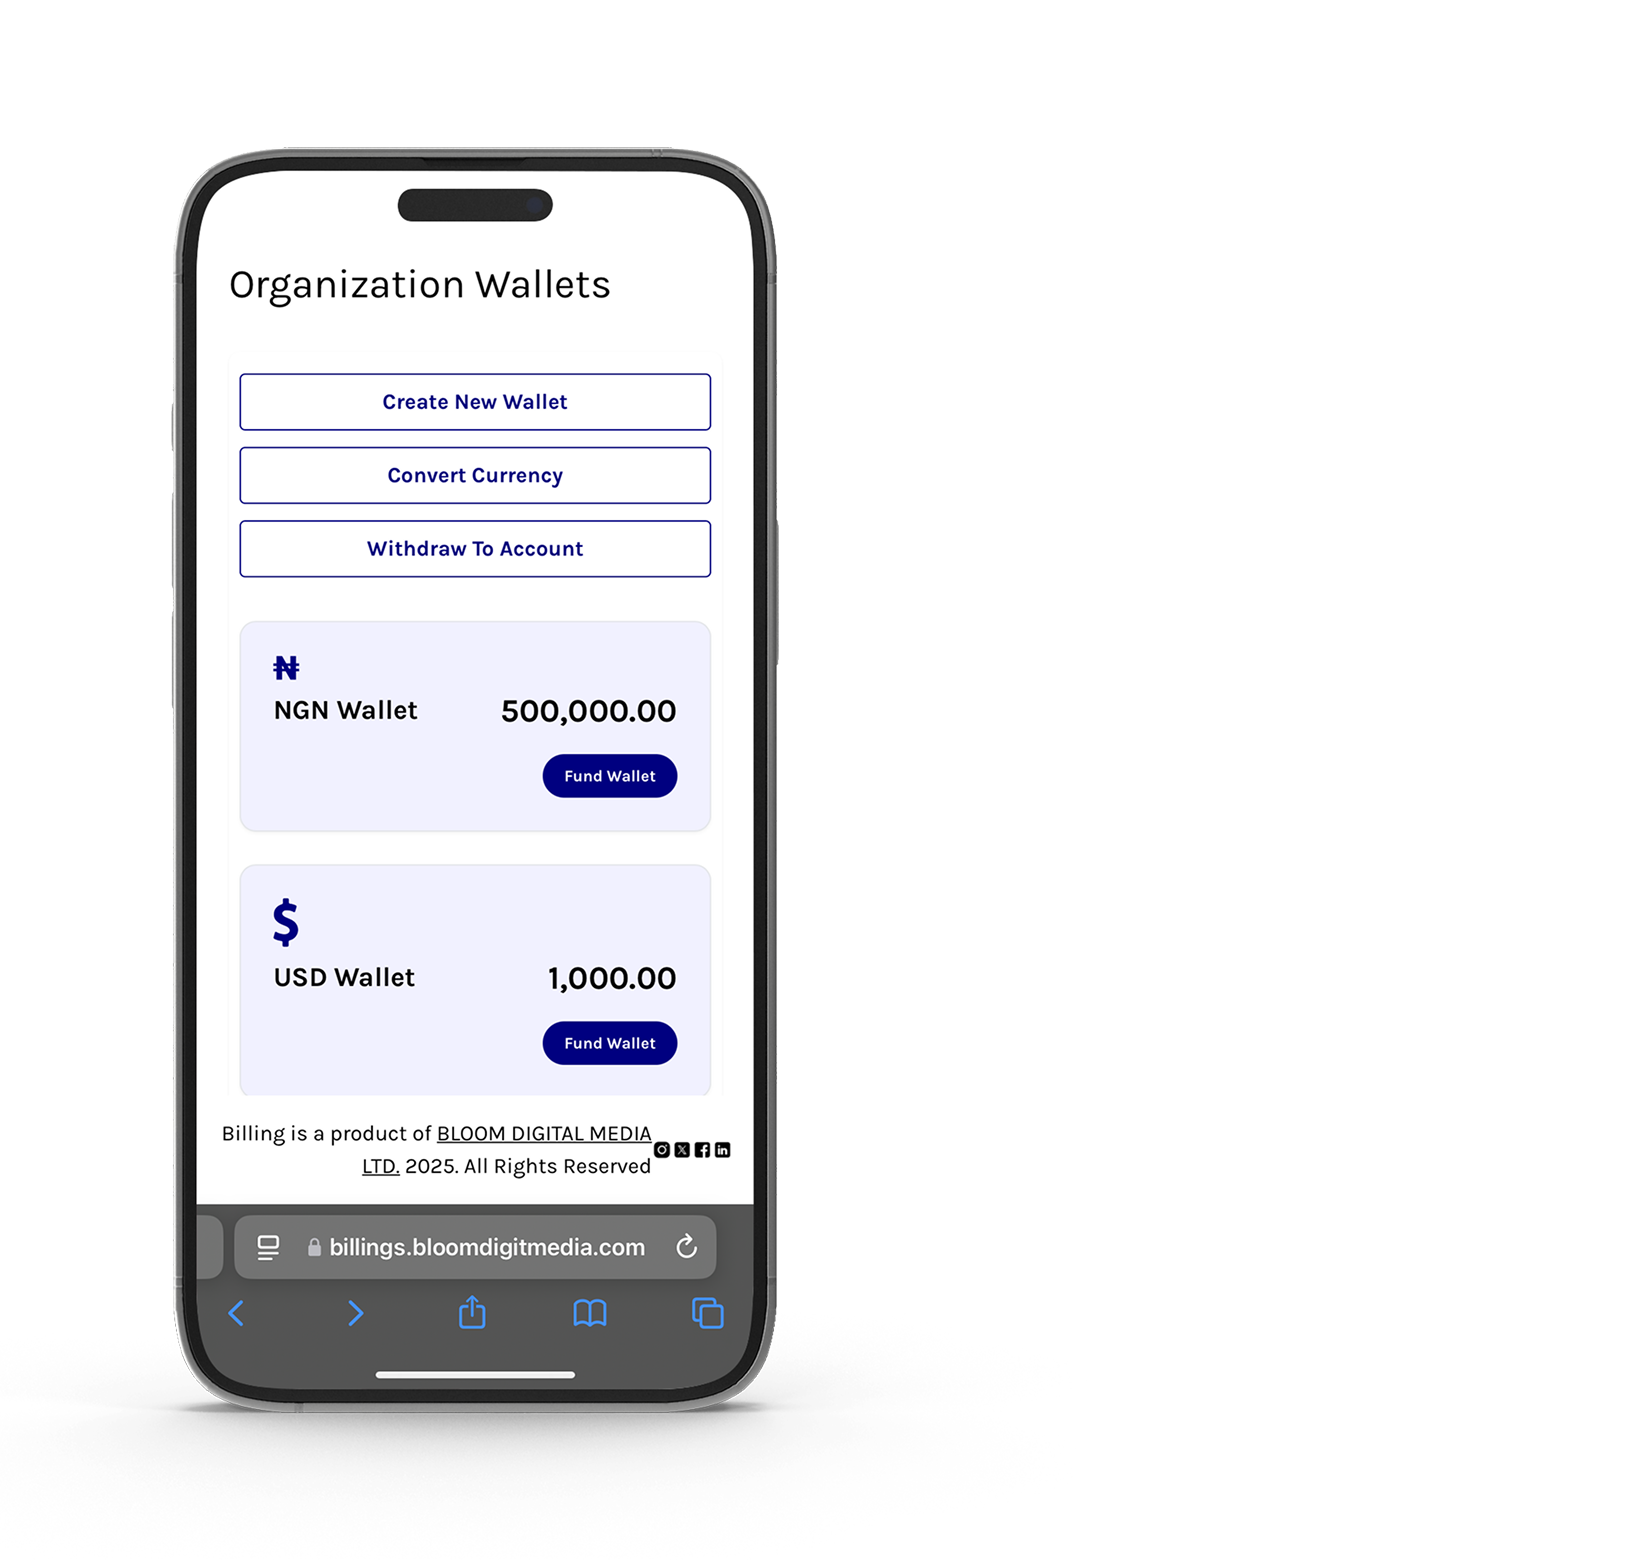 Organization Wallets
Create New Wallet
Convert Currency
Withdraw To Account
₦
NGN Wallet 500,000.00
Fund Wallet
$
USD Wallet 1,000.00
Fund Wallet
Billing is a product of BLOOM DIGITAL MEDIA
LTD. 2025. All Rights Reserved
billings.bloomdigitmedia.com